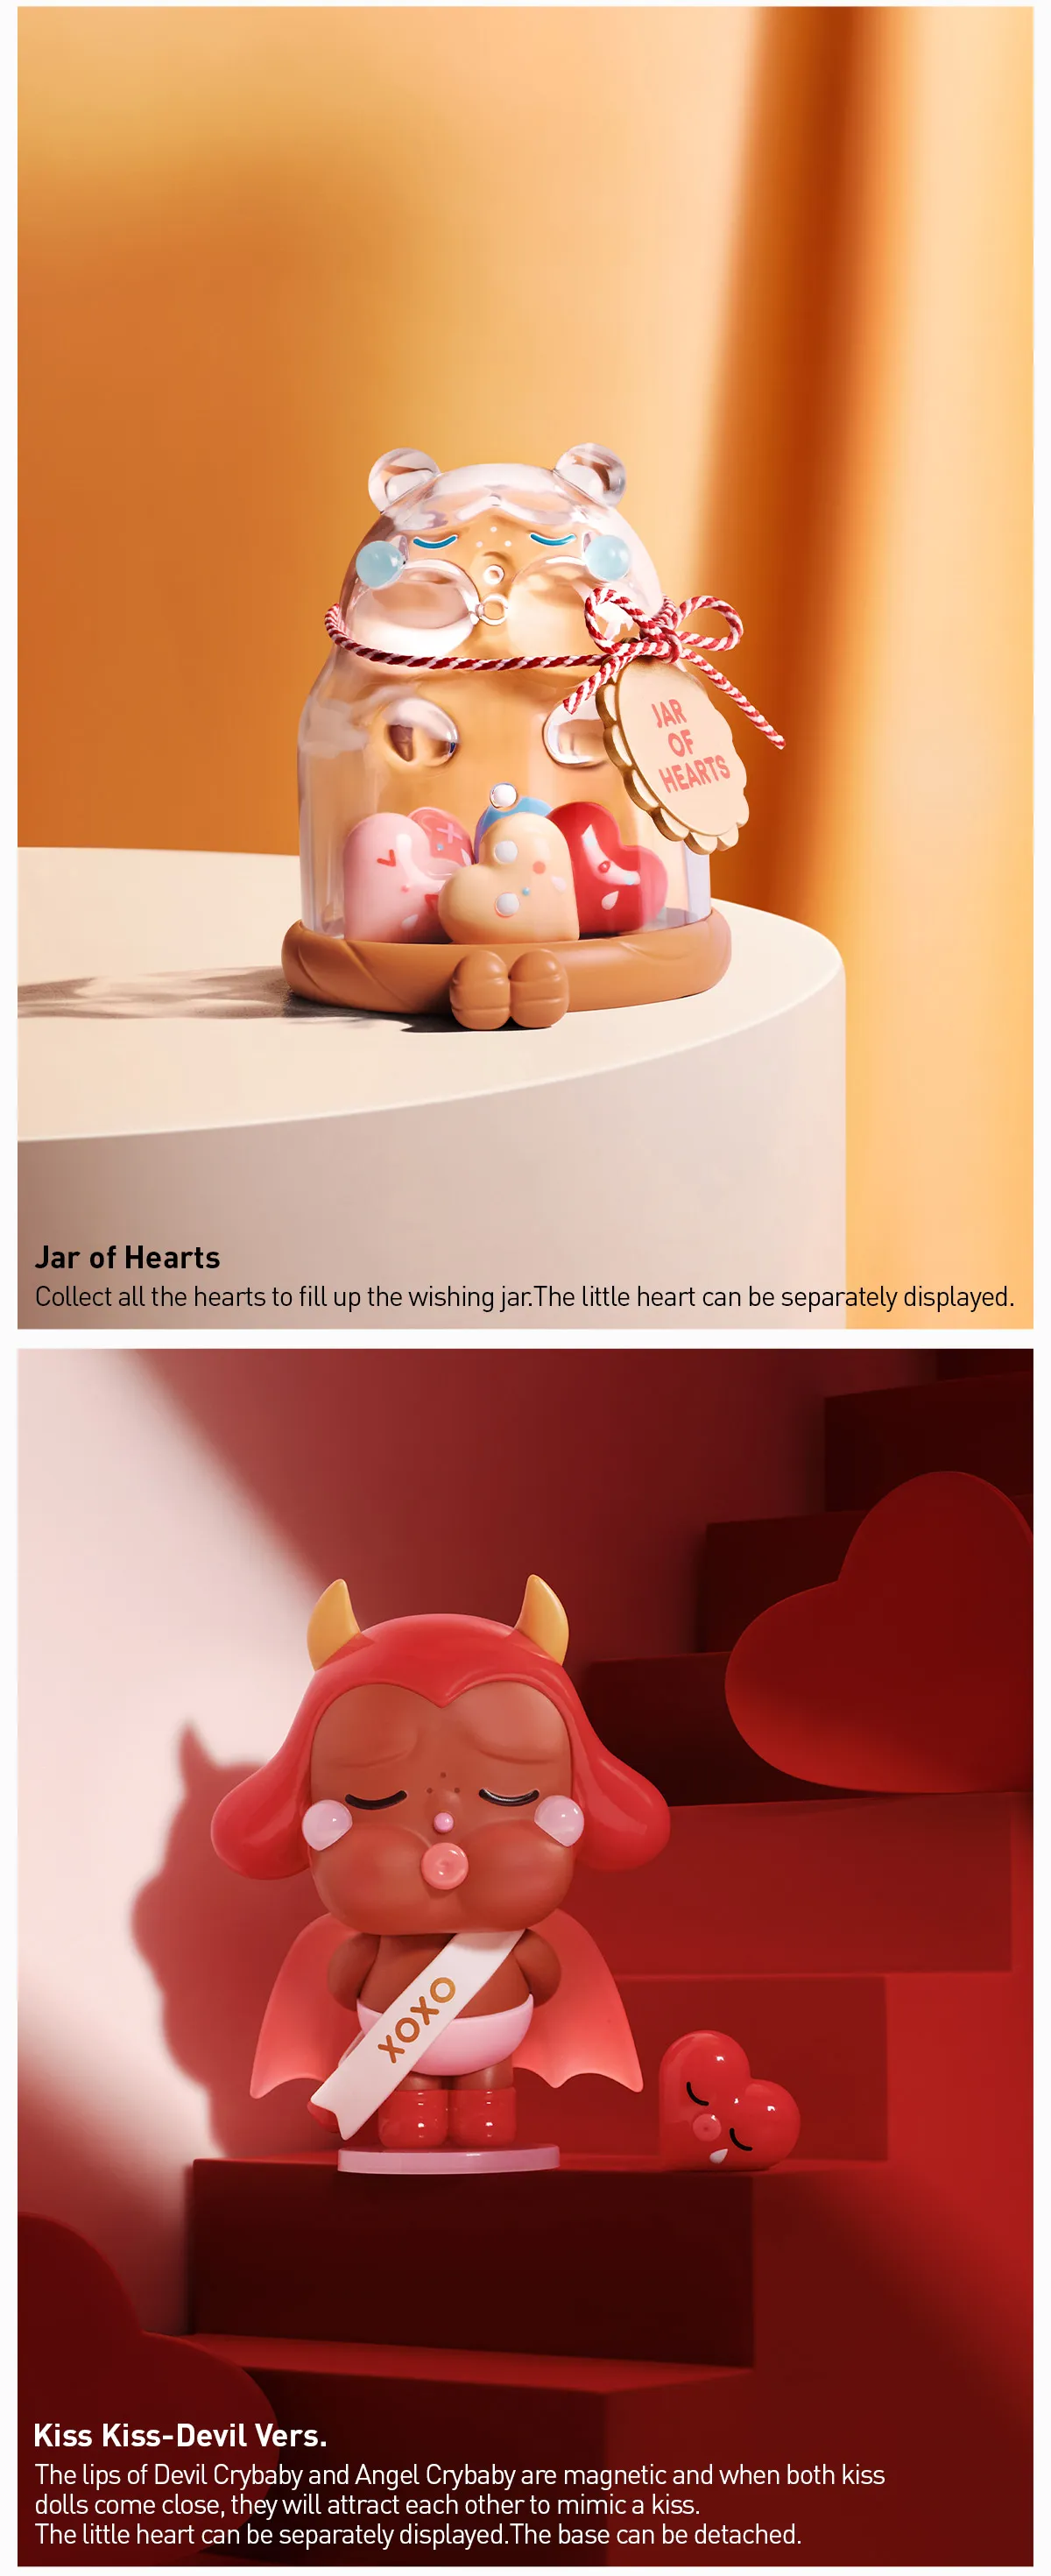 JAR
OF
HEARTS
Jar of Hearts
Collect all the hearts to fill up the wishing jar.The little heart can be separately displayed.
XOXO
Kiss Kiss-Devil Vers.
The lips of Devil Crybaby and Angel Crybaby are magnetic and when both kiss
dolls come close, they will attract each other to mimic a kiss.
The little heart can be separately displayed.The base can be detached.